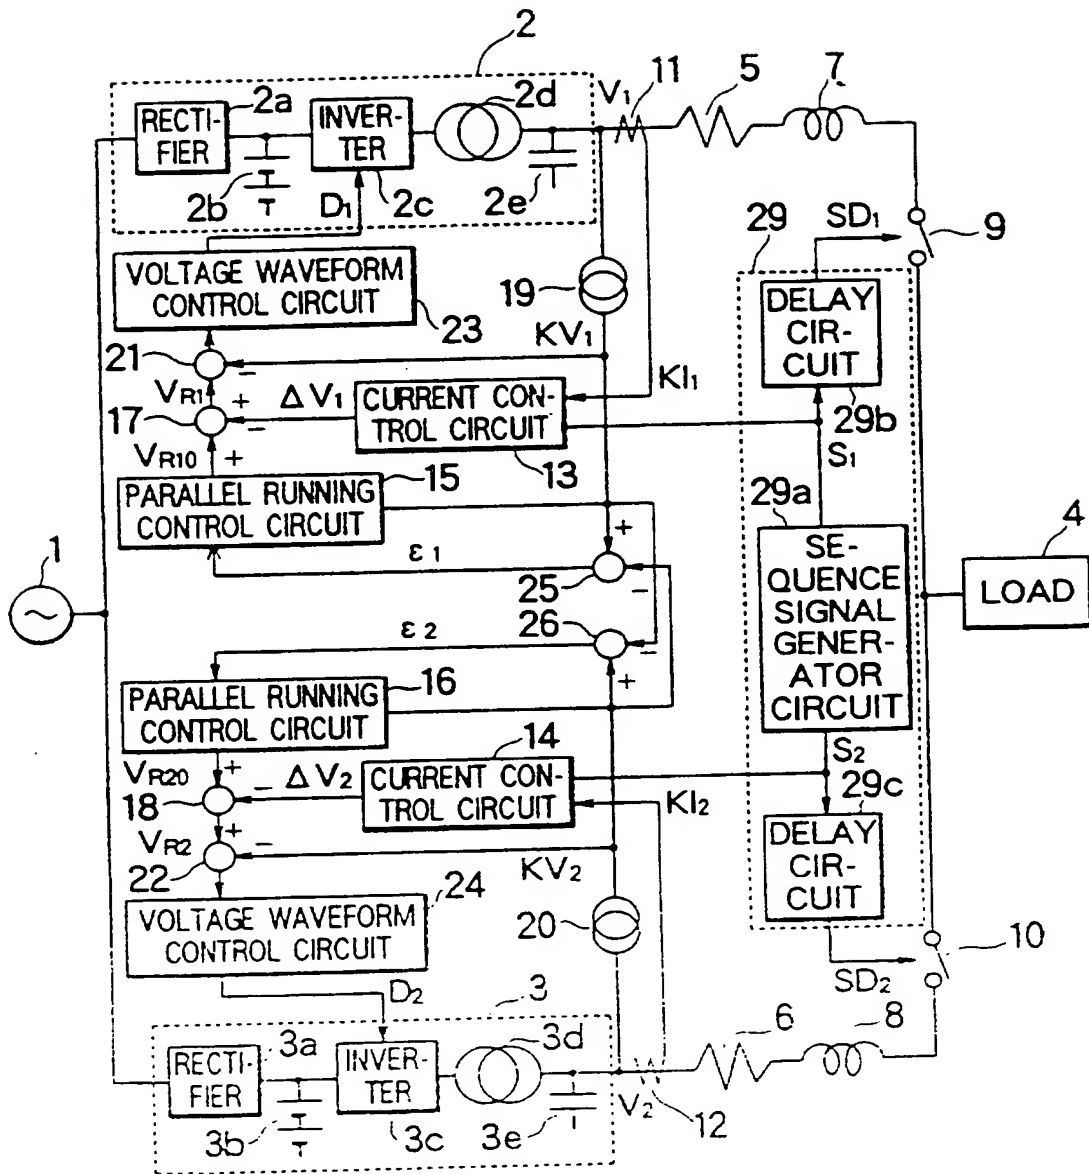 2
11
5
7
V1
2a
2d
RECTI-
FIER
INVER-
TER
2b
D1
2c
2e
SD1
9
29
VOLTAGE WAVEFORM
CONTROL CIRCUIT
23
19
DELAY
CIR-
CUIT
KV1
21
−
VR1
ΔV1
KI1
17
+
−
CURRENT CON-
TROL CIRCUIT
29b
VR10
+
15
13
S1
PARALLEL RUNNING
CONTROL CIRCUIT
29a
4
1
ε1
+
25
−
SE-
QUENCE
SIGNAL
GENER-
ATOR
CIRCUIT
LOAD
ε2
26
−
+
PARALLEL RUNNING
CONTROL CIRCUIT
16
14
S2
VR20
+
−
ΔV2
CURRENT CON-
TROL CIRCUIT
29c
18
KI2
VR2
+
−
DELAY
CIR-
CUIT
22
KV2
24
VOLTAGE WAVEFORM
CONTROL CIRCUIT
20
10
D2
SD2
3
6
8
3a
3d
RECTI-
FIER
INVER-
TER
3b
3c
3e
V2
12